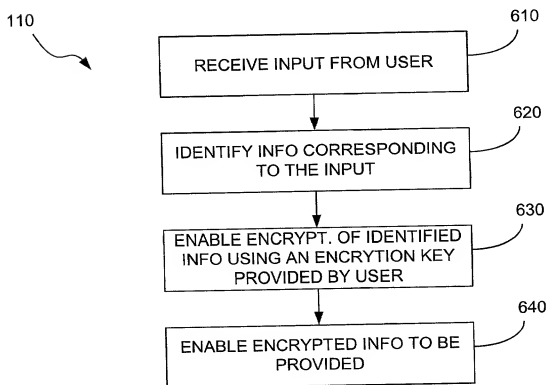 110
610
RECEIVE INPUT FROM USER
620
IDENTIFY INFO CORRESPONDING
TO THE INPUT
630
ENABLE ENCRYPT. OF IDENTIFIED
INFO USING AN ENCRYTION KEY
PROVIDED BY USER
640
ENABLE ENCRYPTED INFO TO BE
PROVIDED